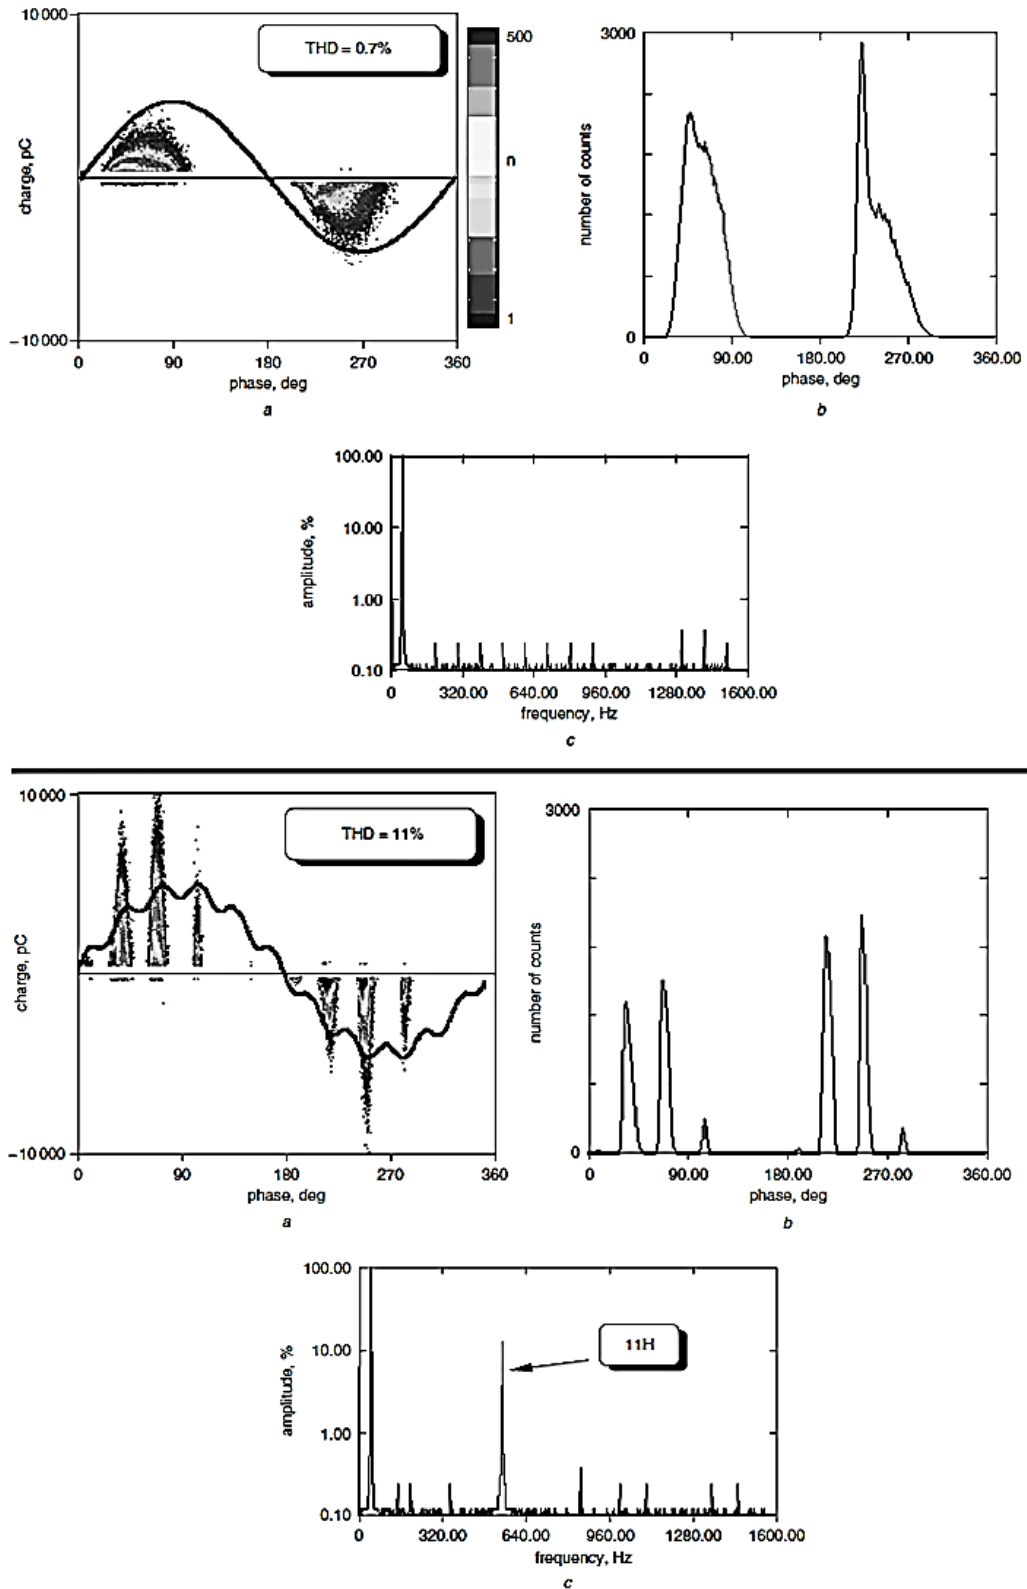 10 000
THD = 0.7%
charge, pC
−10 000
0 90 180 270 360
phase, deg
a
500
0
1
3000
number of counts
0
0 90.00 180.00 270.00 360.00
phase, deg
b
100.00
10.00
1.00
0.10
amplitude, %
0 320.00 640.00 960.00 1280.00 1600.00
frequency, Hz
c
10 000
THD = 11%
charge, pC
−10 000
0 90 180 270 360
phase, deg
a
3000
number of counts
0
0 90.00 180.00 270.00 360.00
phase, deg
b
100.00
10.00
1.00
0.10
amplitude, %
11H
0 320.00 640.00 960.00 1280.00 1600.00
frequency, Hz
c